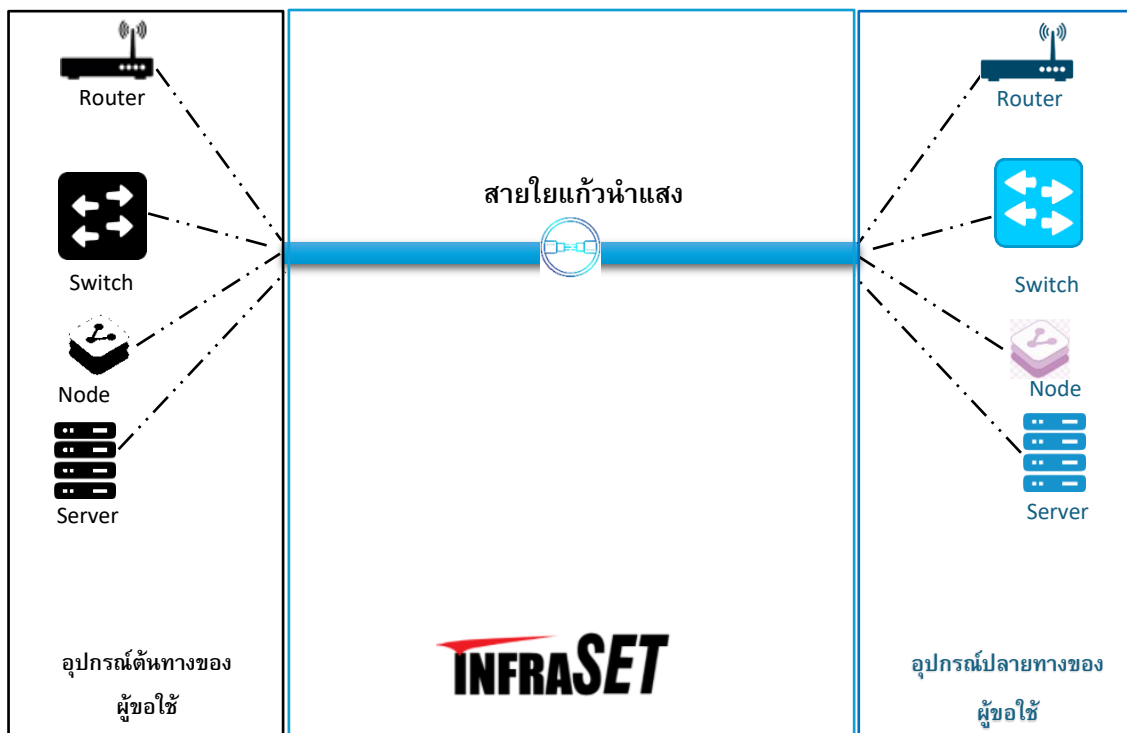 Router
Switch
Node
Server
อุปกรณ์ต้นทางของ
ผู้ขอใช้
สายใยแก้วนำแสง
INFRASET
Router
Switch
Node
Server
อุปกรณ์ปลายทางของ
ผู้ขอใช้